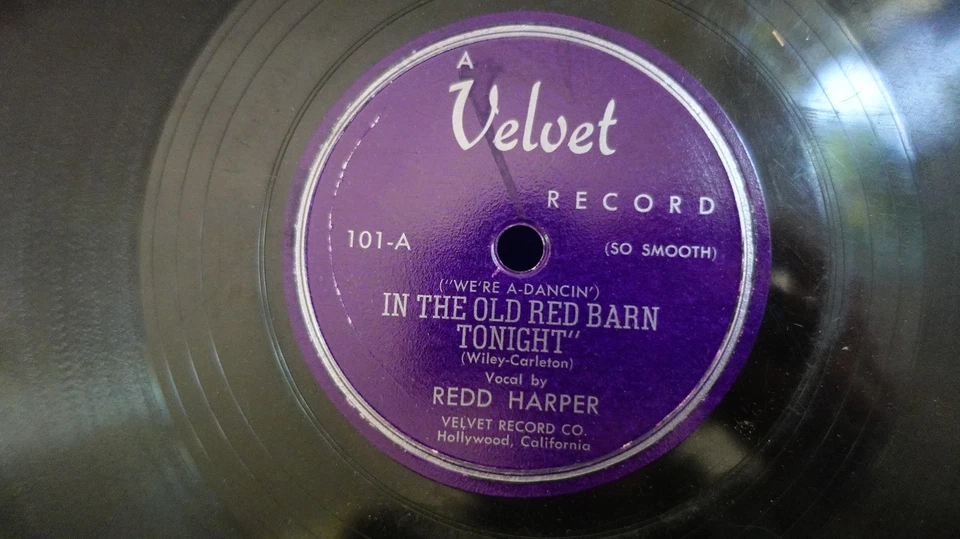 A
Velvet
RECORD
101-A
(SO SMOOTH)
("WE'RE A-DANCIN')
IN THE OLD RED BARN
TONIGHT"
(Wiley-Carleton)
Vocal by
REDD HARPER
VELVET RECORD CO.
Hollywood, California